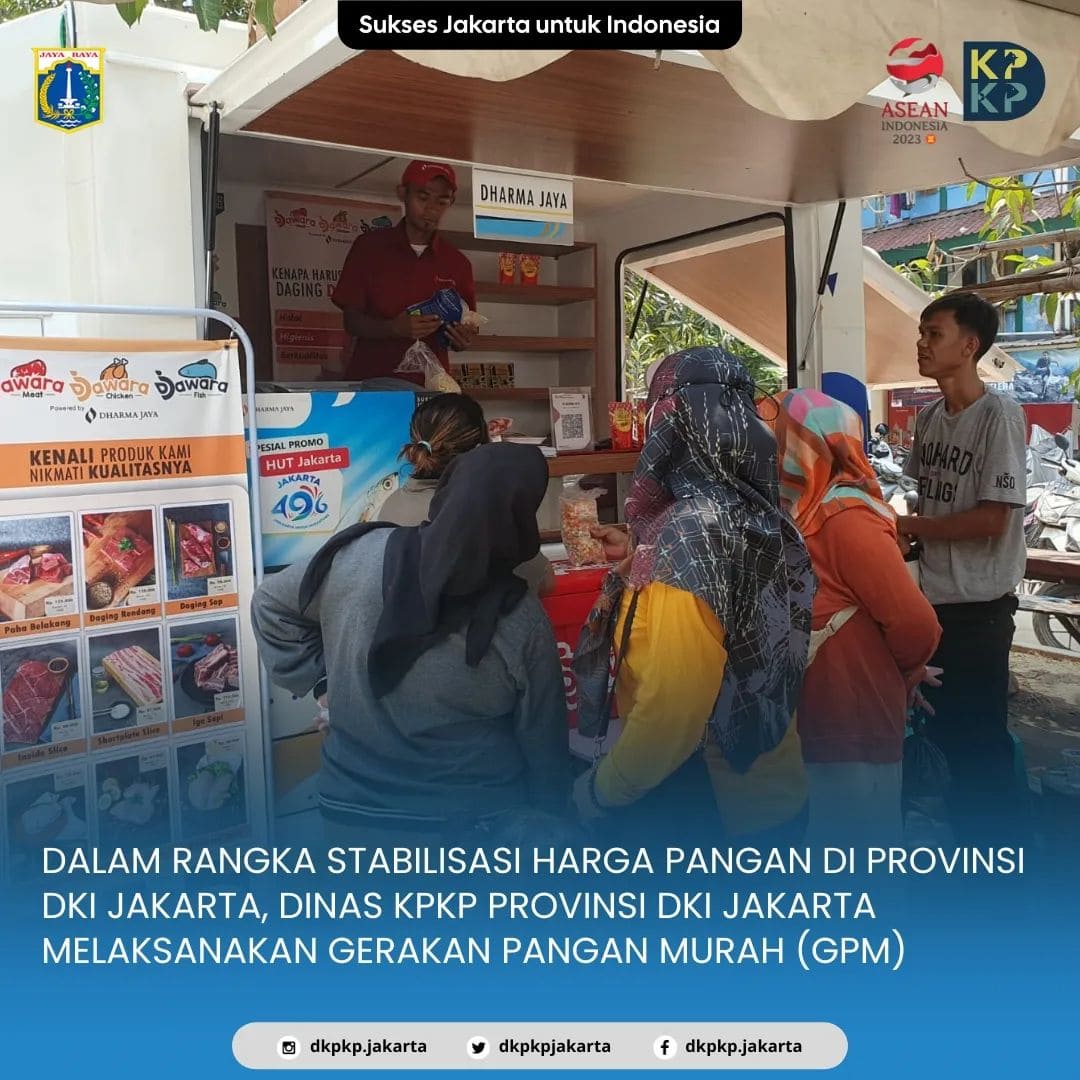 Sukses Jakarta untuk Indonesia
JAYA RAYA
ASEAN
INDONESIA
2023
KP
KP
DHARMA JAYA
Dawara
Dawara
Chicken
KENAPA HARUS
DAGING
Halal
Higienis
Berkualitas
awara
Meat
Dawara
Chicken
Dawara
Fish
Powered by DHARMA JAYA
KENALI PRODUK KAMI
NIKMATI KUALITASNYA
Paha Belakang
Daging Rendang
Daging Sop
Inside Slice
Shortplate Slice
Iga Sapi
DHARMA JAYA
SPESIAL PROMO
HUT Jakarta
JAKARTA
496
NSO
DALAM RANGKA STABILISASI HARGA PANGAN DI PROVINSI
DKI JAKARTA, DINAS KPKP PROVINSI DKI JAKARTA
MELAKSANAKAN GERAKAN PANGAN MURAH (GPM)
dkpkp.jakarta
dkpkpjakarta
dkpkp.jakarta